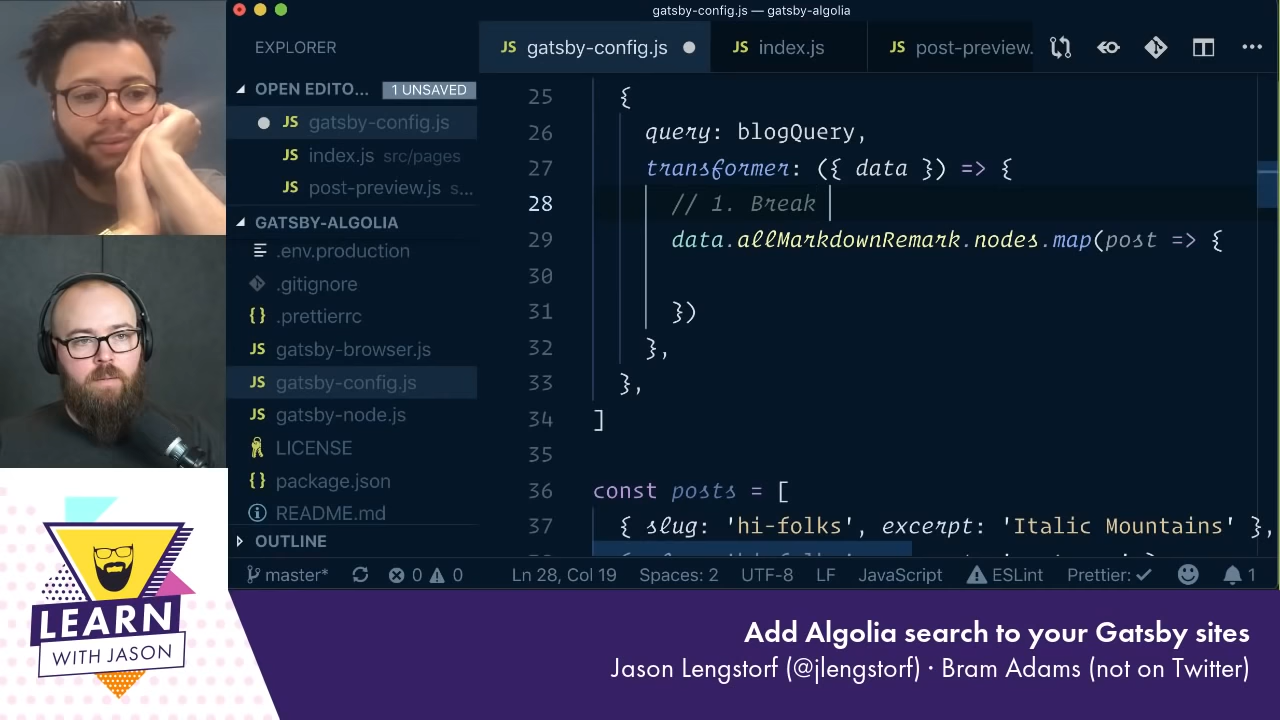 gatsby-config.js — gatsby-algolia
EXPLORER
JS gatsby-config.js
JS index.js
JS post-preview.
OPEN EDITO... 1 UNSAVED
JS gatsby-config.js
JS index.js src/pages
JS post-preview.js s...
GATSBY-ALGOLIA
.env.production
.gitignore
{ } .prettierrc
JS gatsby-browser.js
JS gatsby-config.js
JS gatsby-node.js
LICENSE
{ } package.json
README.md
OUTLINE
25 {
26 query: blogQuery,
27 transformer: ({ data }) => {
28 // 1. Break
29 data.allMarkdownRemark.nodes.map(post => {
30
31 })
32 },
33 },
34 ]
35
36 const posts = [
37 { slug: 'hi-folks', excerpt: 'Italic Mountains' },
master* 0 0 Ln 28, Col 19 Spaces: 2 UTF-8 LF JavaScript ESLint Prettier: ✓ 1
LEARN
WITH JASON
Add Algolia search to your Gatsby sites
Jason Lengstorf (@jlengstorf) · Bram Adams (not on Twitter)